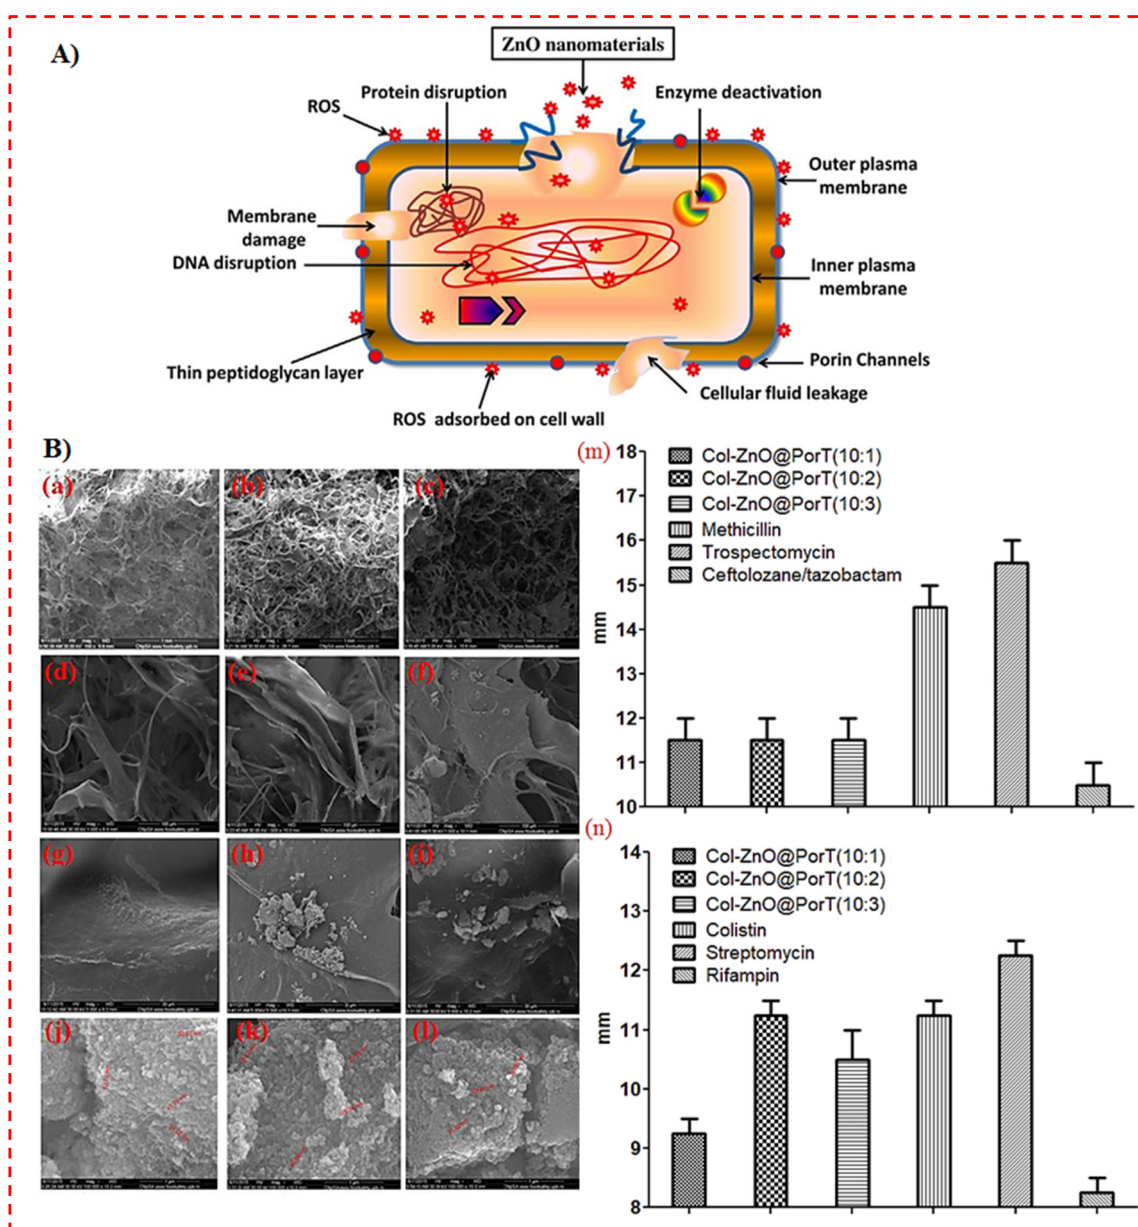 A)
ZnO nanomaterials
Protein disruption
Enzyme deactivation
ROS
Outer plasma
membrane
Membrane
damage
DNA disruption
Inner plasma
membrane
Thin peptidoglycan layer
Porin Channels
Cellular fluid leakage
ROS adsorbed on cell wall
B)
(a)
(b)
(c)
(d)
(e)
(f)
(g)
(h)
(i)
(j)
(k)
(l)
(m)
18
17
16
15
14
13
12
11
10
mm
Col-ZnO@PorT(10:1)
Col-ZnO@PorT(10:2)
Col-ZnO@PorT(10:3)
Methicillin
Trospectomycin
Ceftolozane/tazobactam
(n)
14
13
12
11
10
9
8
mm
Col-ZnO@PorT(10:1)
Col-ZnO@PorT(10:2)
Col-ZnO@PorT(10:3)
Colistin
Streptomycin
Rifampin